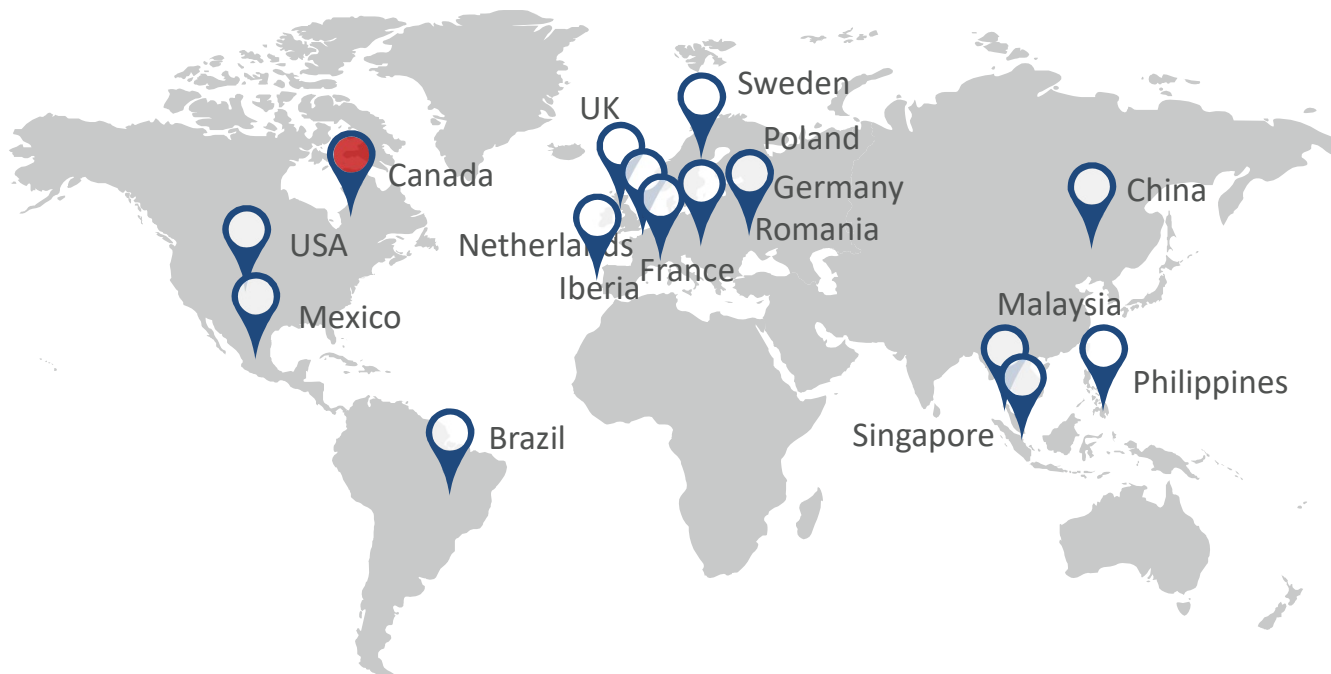 Sweden
UK
Poland
Canada
Germany
China
Romania
USA
Netherlands
France
Iberia
Malaysia
Mexico
Philippines
Brazil
Singapore